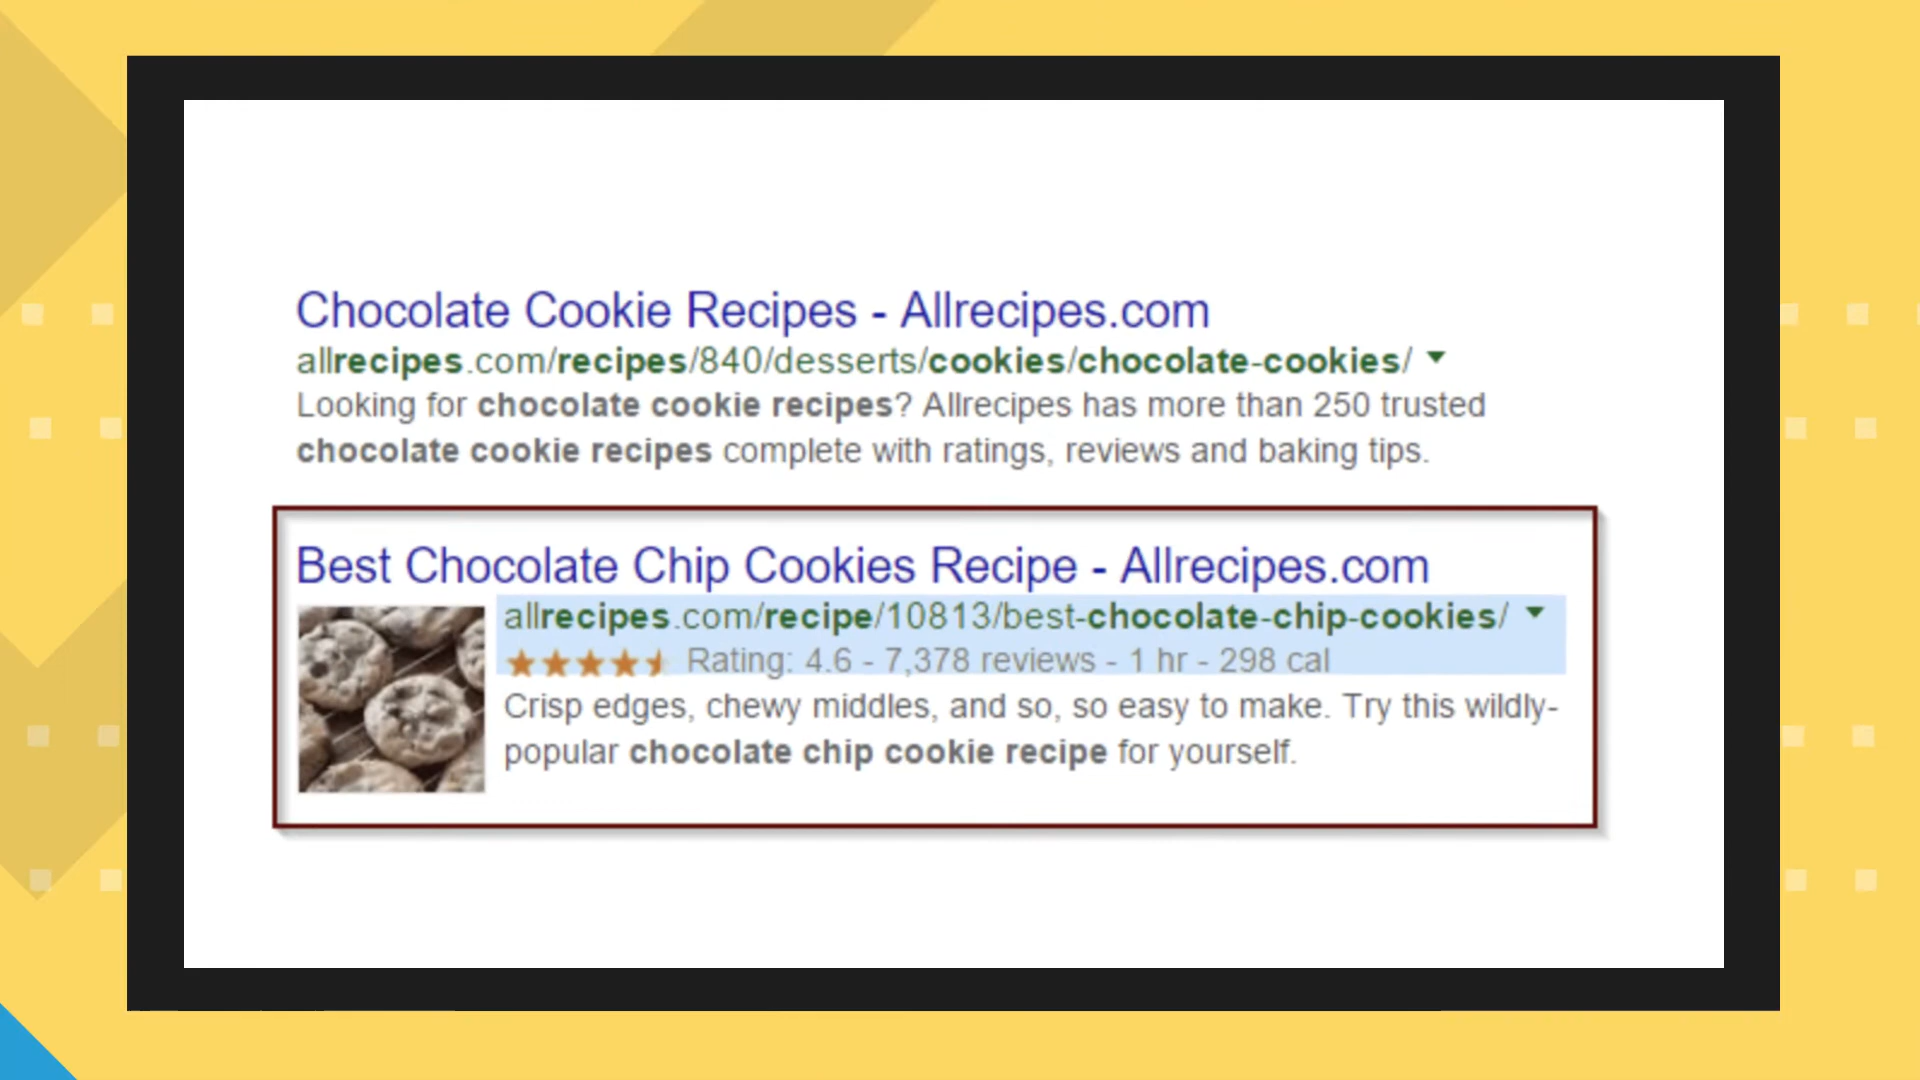 Chocolate Cookie Recipes - Allrecipes.com
allrecipes.com/recipes/840/desserts/cookies/chocolate-cookies/
Looking for chocolate cookie recipes? Allrecipes has more than 250 trusted
chocolate cookie recipes complete with ratings, reviews and baking tips.
Best Chocolate Chip Cookies Recipe - Allrecipes.com
allrecipes.com/recipe/10813/best-chocolate-chip-cookies/
Rating: 4.6 - 7,378 reviews - 1 hr - 298 cal
Crisp edges, chewy middles, and so, so easy to make. Try this wildly-
popular chocolate chip cookie recipe for yourself.